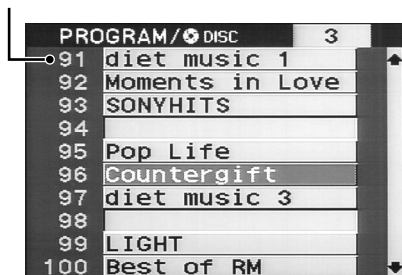 PROGRAM/ DISC 3
91 diet music 1
92 Moments in Love
93 SONYHITS
94
95 Pop Life
96 Countergift
97 diet music 3
98
99 LIGHT
100 Best of RM